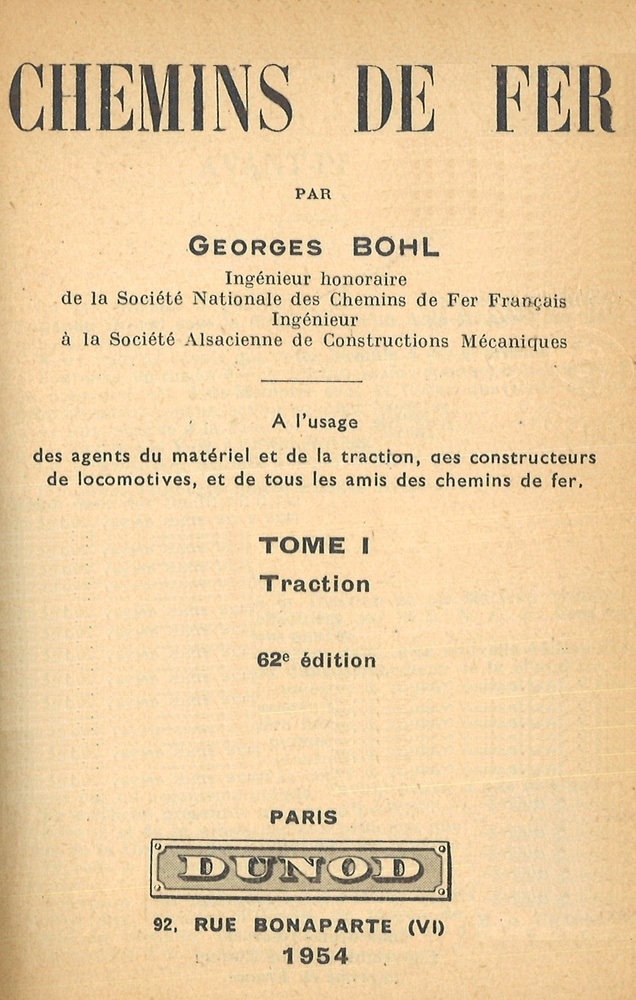 CHEMINS DE FER
PAR
GEORGES BOHL
Ingénieur honoraire
de la Société Nationale des Chemins de Fer Français
Ingénieur
à la Société Alsacienne de Constructions Mécaniques
A l'usage
des agents du matériel et de la traction, des constructeurs
de locomotives, et de tous les amis des chemins de fer.
TOME I
Traction
62e édition
PARIS
DUNOD
92, RUE BONAPARTE (VI)
1954